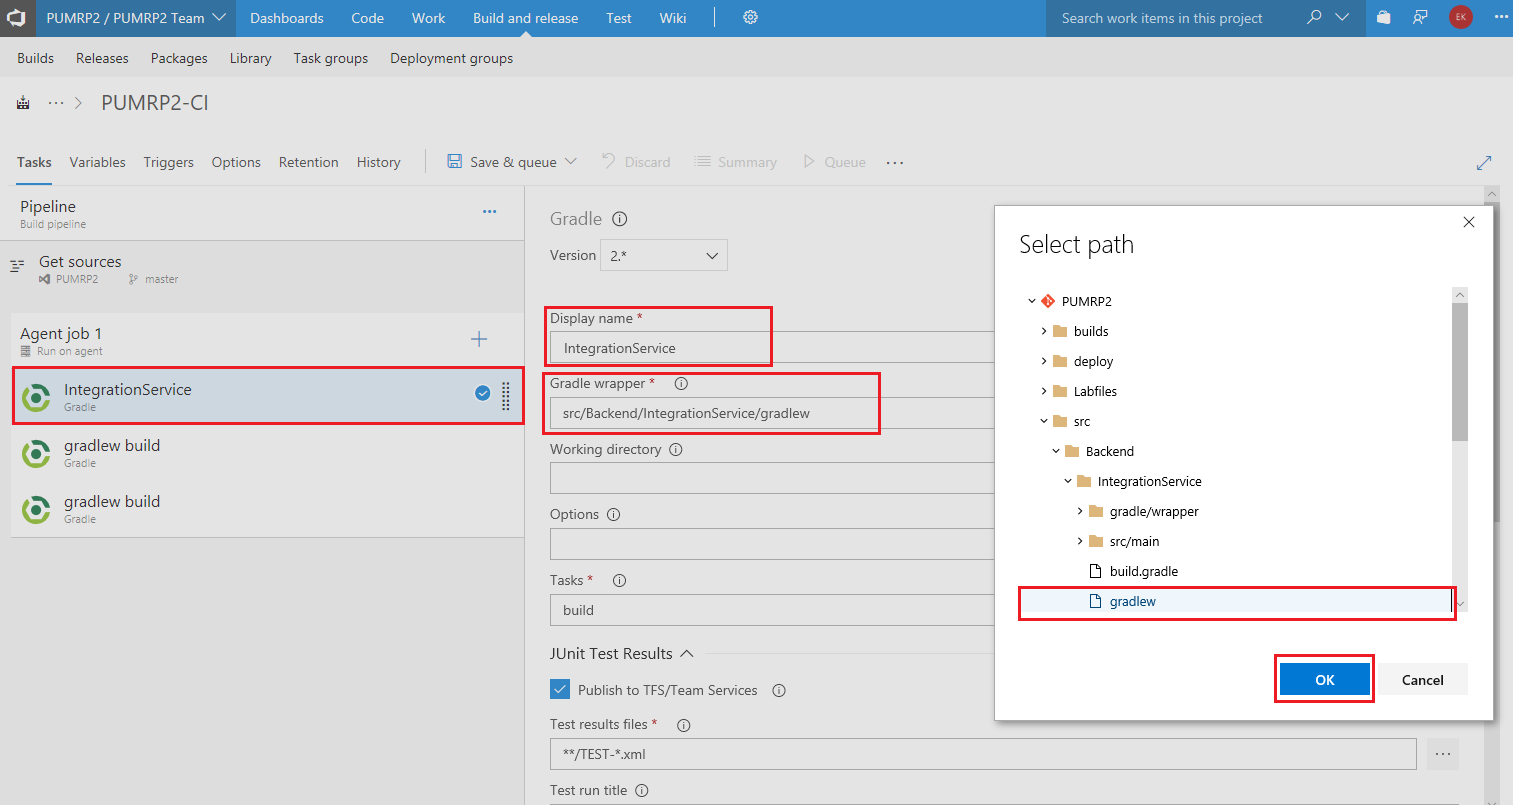 PUMRP2 / PUMRP2 Team Dashboards Code Work Build and release Test Wiki Search work items in this project EK
Builds Releases Packages Library Task groups Deployment groups
... PUMRP2-CI
Tasks Variables Triggers Options Retention History Save & queue Discard Summary Queue ...
Pipeline ...
Build pipeline
Get sources
PUMRP2 master
Agent job 1
Run on agent
IntegrationService
Gradle
gradlew build
Gradle
gradlew build
Gradle
Gradle
Version 2.*
Display name *
IntegrationService
Gradle wrapper *
src/Backend/IntegrationService/gradlew
Working directory
Options
Tasks *
build
JUnit Test Results
Publish to TFS/Team Services
Test results files *
**/TEST-*.xml ...
Test run title
Select path
PUMRP2
builds
deploy
Labfiles
src
Backend
IntegrationService
gradle/wrapper
src/main
build.gradle
gradlew
OK Cancel